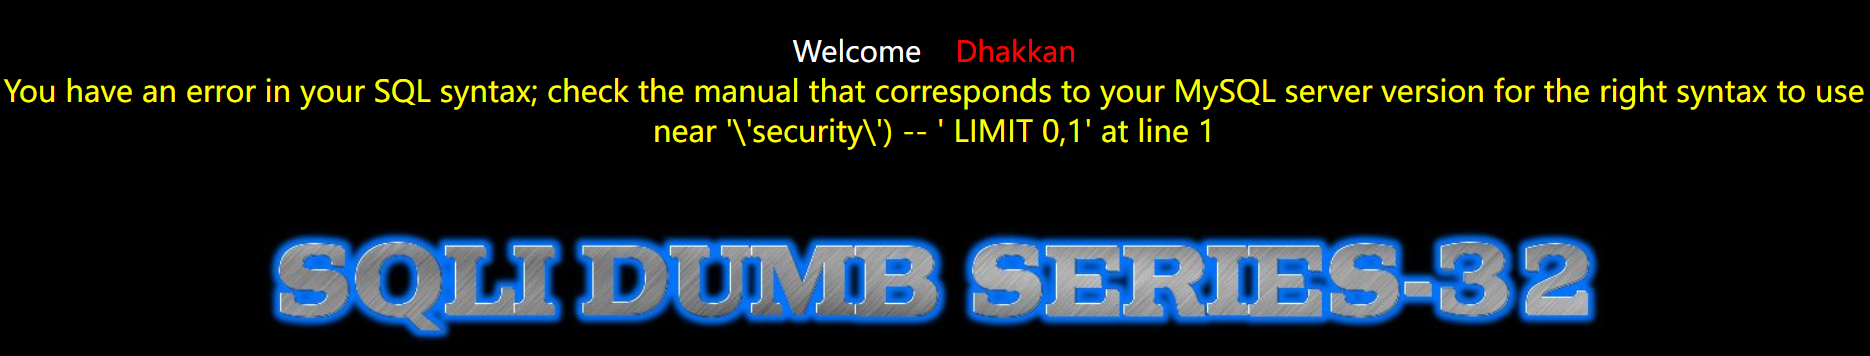 Welcome Dhakkan
You have an error in your SQL syntax; check the manual that corresponds to your MySQL server version for the right syntax to use
near '\'security\') -- ' LIMIT 0,1' at line 1
SQLI DUMB SERIES-32